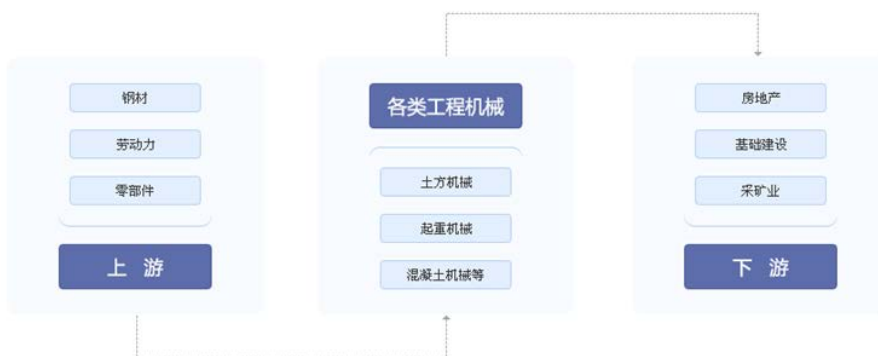 钢材
劳动力
零部件
上 游
各类工程机械
土方机械
起重机械
混凝土机械等
房地产
基础建设
采矿业
下 游